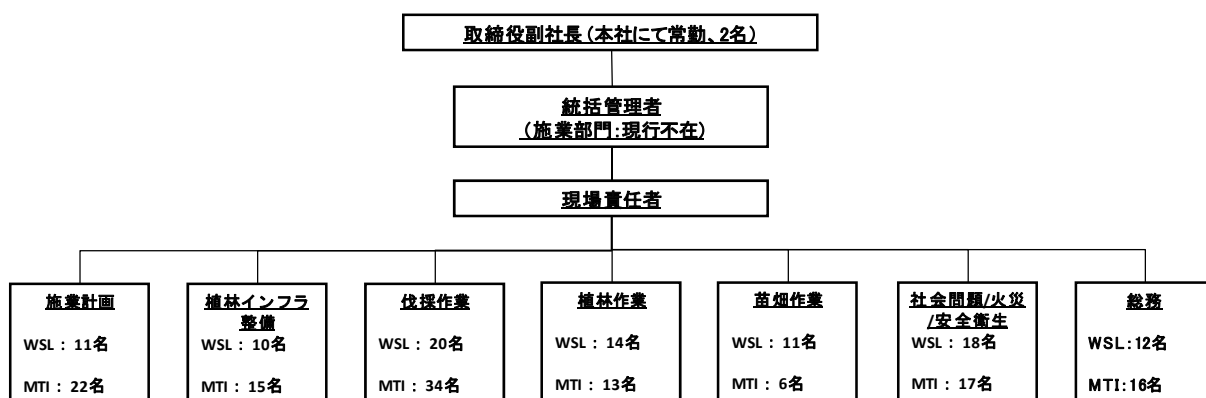 取締役副社長(本社にて常勤、2名)
統括管理者
(施業部門:現行不在)
現場責任者
施業計画
WSL : 11名
MTI : 22名
植林インフラ
整備
WSL : 10名
MTI : 15名
伐採作業
WSL : 20名
MTI : 34名
植林作業
WSL : 14名
MTI : 13名
苗畑作業
WSL : 11名
MTI : 6名
社会問題/火災
/安全衛生
WSL : 18名
MTI : 17名
総務
WSL:12名
MTI:16名